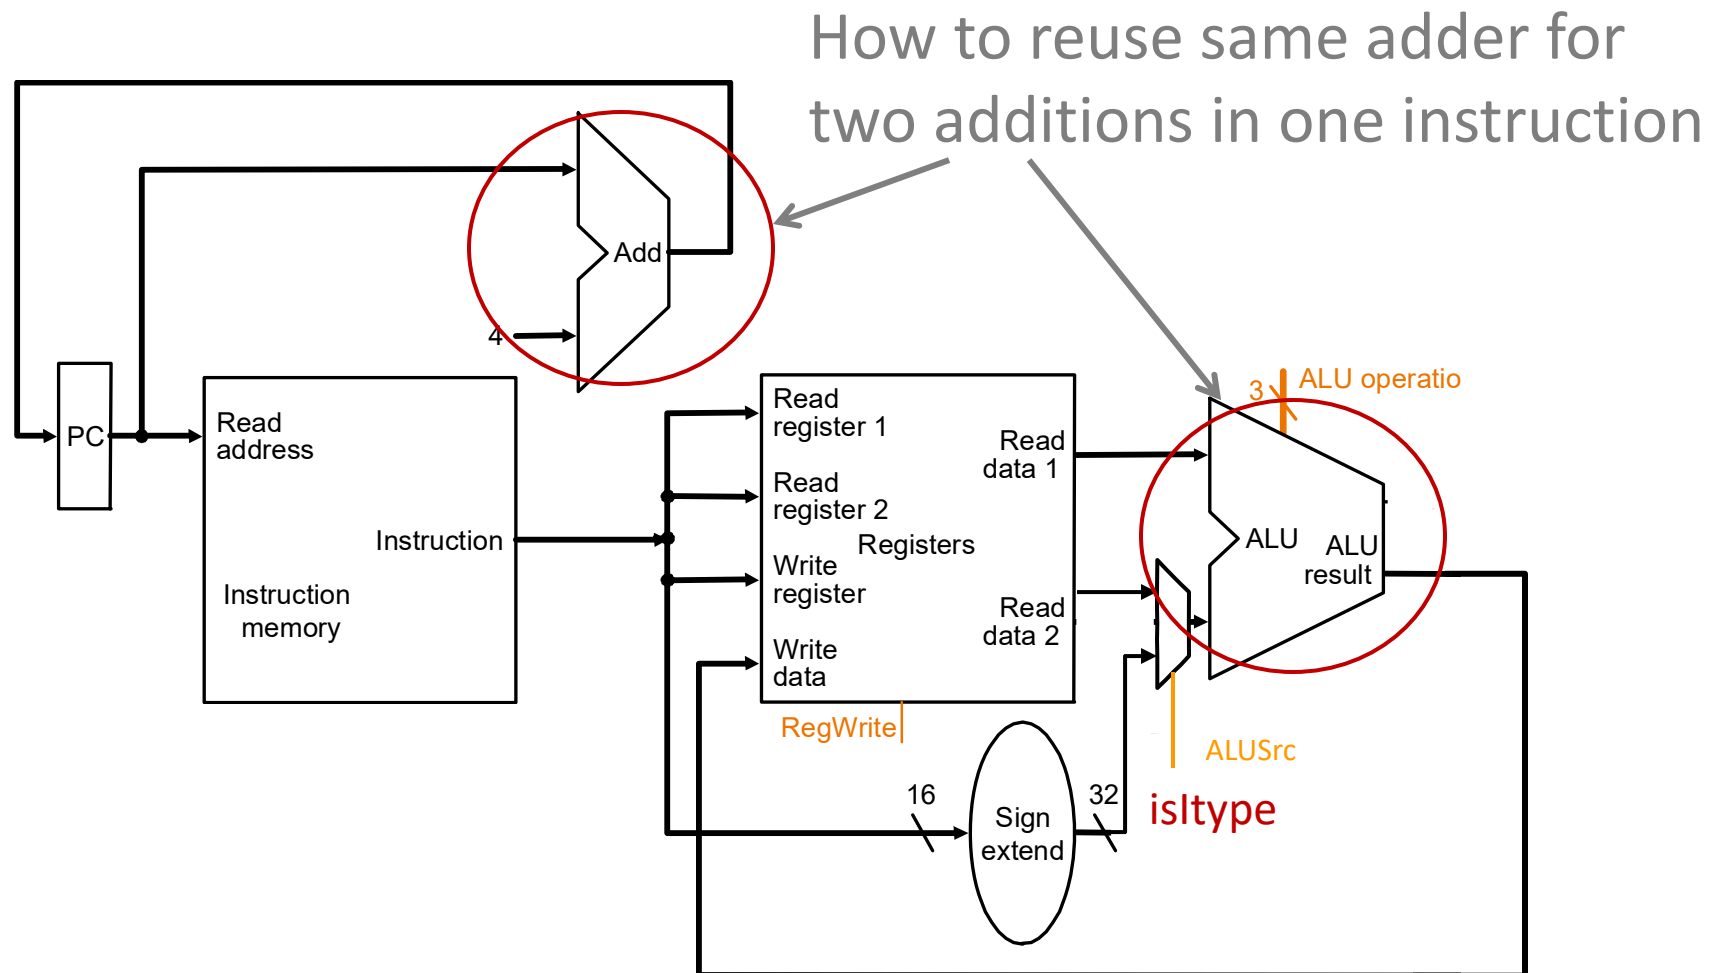 How to reuse same adder for
two additions in one instruction
Add
4
PC
Read
address
Instruction
Instruction
memory
Read
register 1
Read
register 2
Write
register
Write
data
Registers
Read
data 1
Read
data 2
RegWrite
3
ALU operatio
ALU
ALU
result
ALUSrc
isItype
16
Sign
extend
32